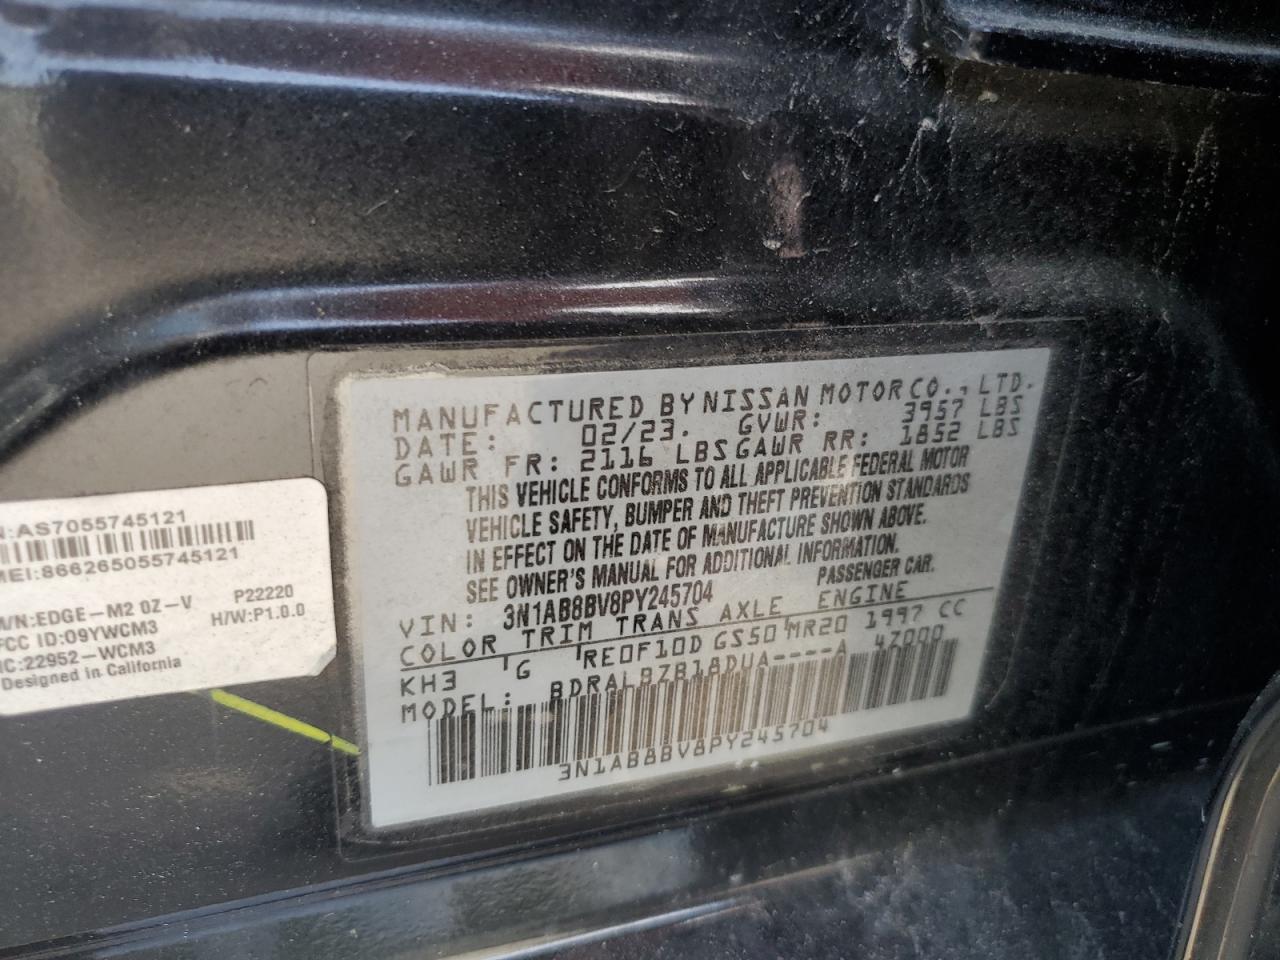 N:AS7055745121
MEI:866265055745121
N/N:EDGE-M2 0Z-V P22220
FCC ID:09YWCM3 H/W:P1.0.0
IC:22952-WCM3
Designed in California
MANUFACTURED BY NISSAN MOTOR CO., LTD.
DATE: 02/23. GVWR: 3957 LBS
GAWR FR: 2116 LBS GAWR RR: 1852 LBS
THIS VEHICLE CONFORMS TO ALL APPLICABLE FEDERAL MOTOR
VEHICLE SAFETY, BUMPER AND THEFT PREVENTION STANDARDS
IN EFFECT ON THE DATE OF MANUFACTURE SHOWN ABOVE.
SEE OWNER'S MANUAL FOR ADDITIONAL INFORMATION.
VIN: 3N1AB8BV8PY245704 PASSENGER CAR.
COLOR TRIM TRANS AXLE ENGINE
KH3 G RE0F10D GS50 MR20 1997 CC
MODEL: BDRALBZB18DUA----A 4Z000
3N1AB8BV8PY245704